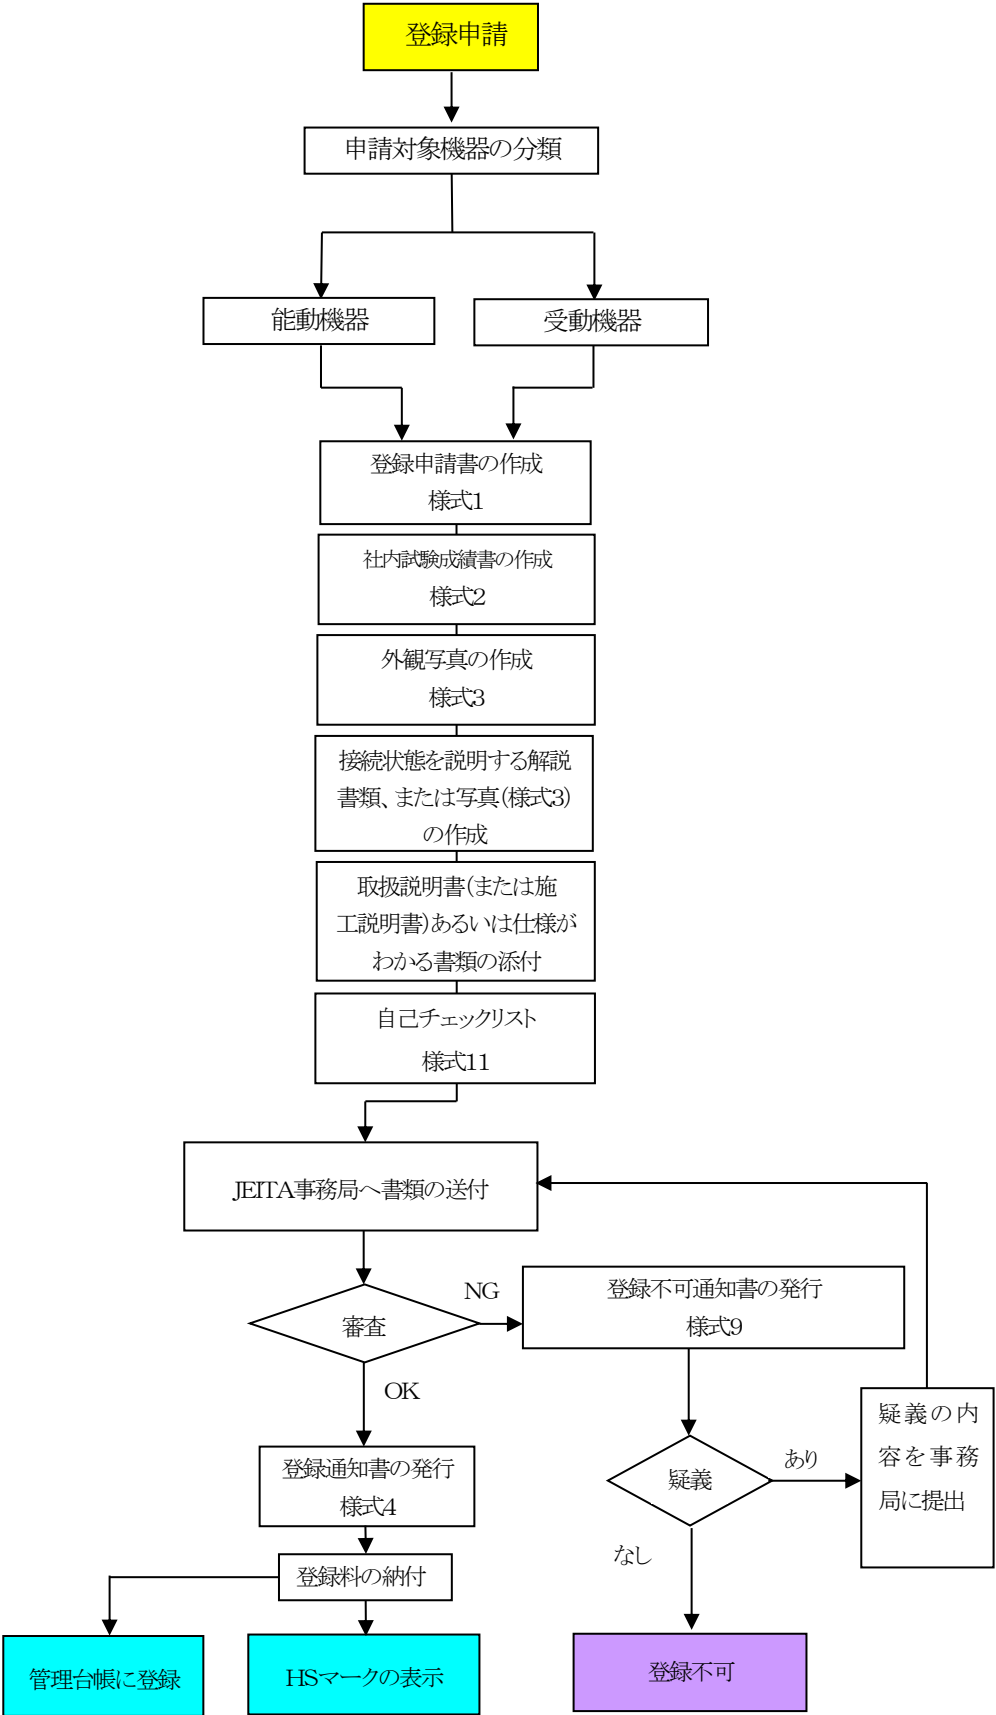 登録申請
申請対象機器の分類
能動機器
受動機器
登録申請書の作成
様式1
社内試験成績書の作成
様式2
外観写真の作成
様式3
接続状態を説明する解説
書類、または写真(様式3)
の作成
取扱説明書(または施
工説明書)あるいは仕様が
わかる書類の添付
自己チェックリスト
様式11
JEITA事務局へ書類の送付
審査
NG
登録不可通知書の発行
様式9
OK
登録通知書の発行
様式4
疑義
あり
疑義の内
容を事務
局に提出
なし
登録料の納付
管理台帳に登録
HSマークの表示
登録不可